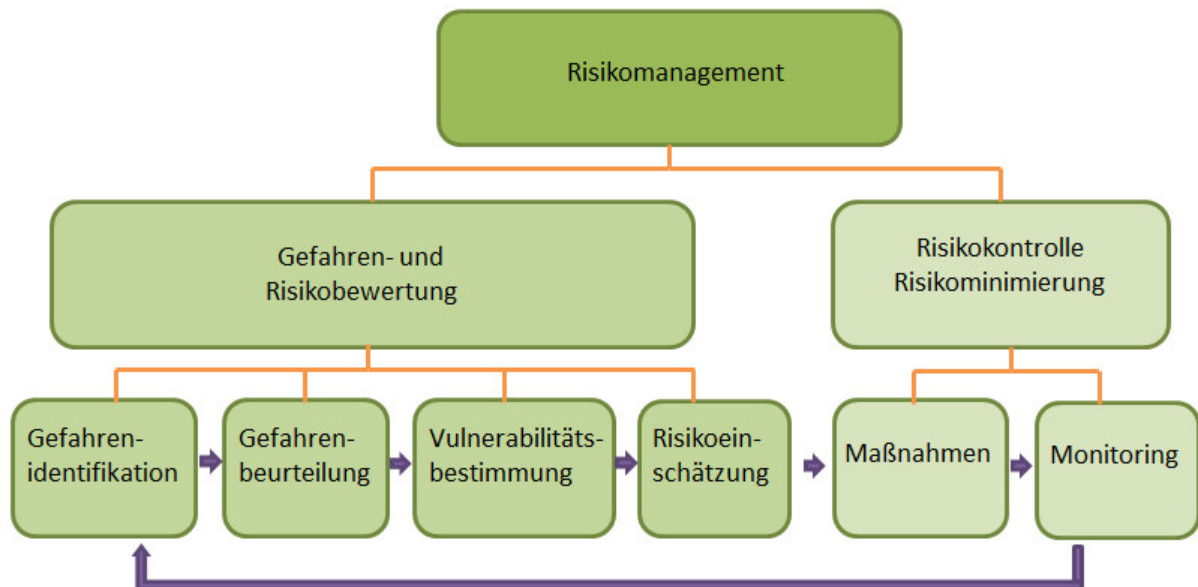 Risikomanagement
Gefahren- und
Risikobewertung
Risikokontrolle
Risikominimierung
Gefahren-
identifikation
Gefahren-
beurteilung
Vulnerabilitäts-
bestimmung
Risikoein-
schätzung
Maßnahmen
Monitoring